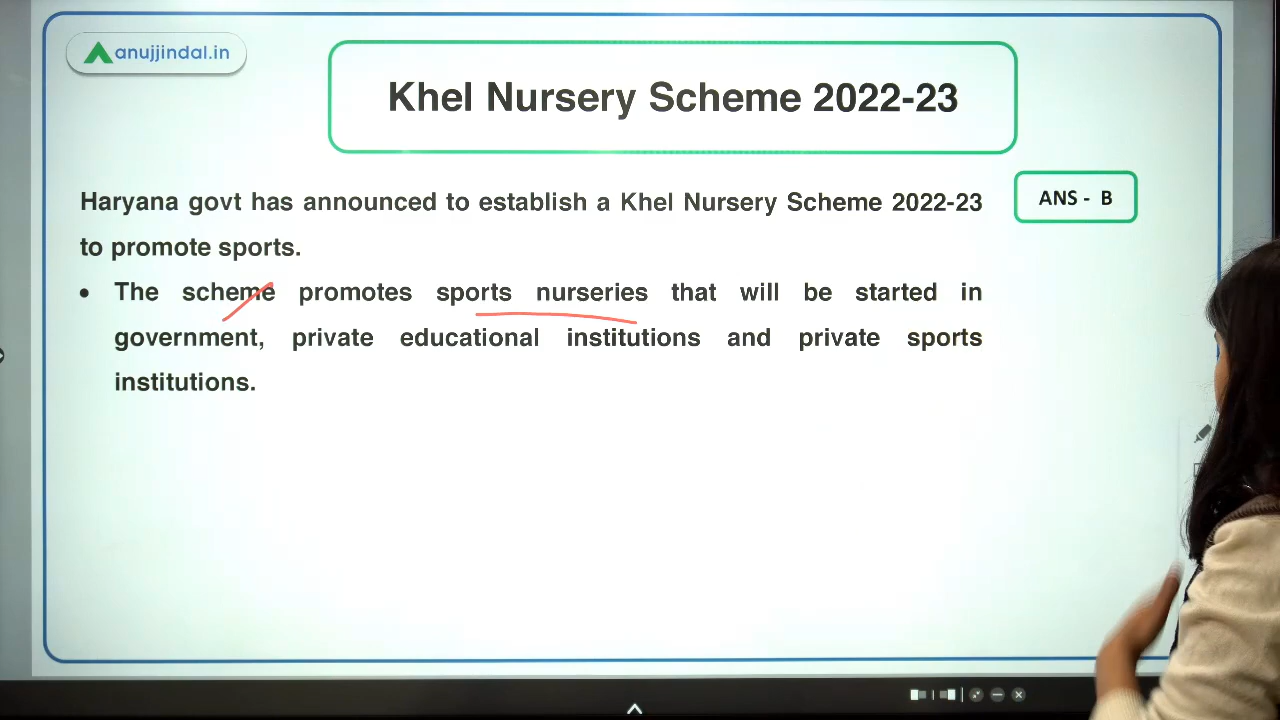 anujjindal.in
Khel Nursery Scheme 2022-23
Haryana govt has announced to establish a Khel Nursery Scheme 2022-23
to promote sports.
ANS - B
• The scheme promotes sports nurseries that will be started in
government, private educational institutions and private sports
institutions.